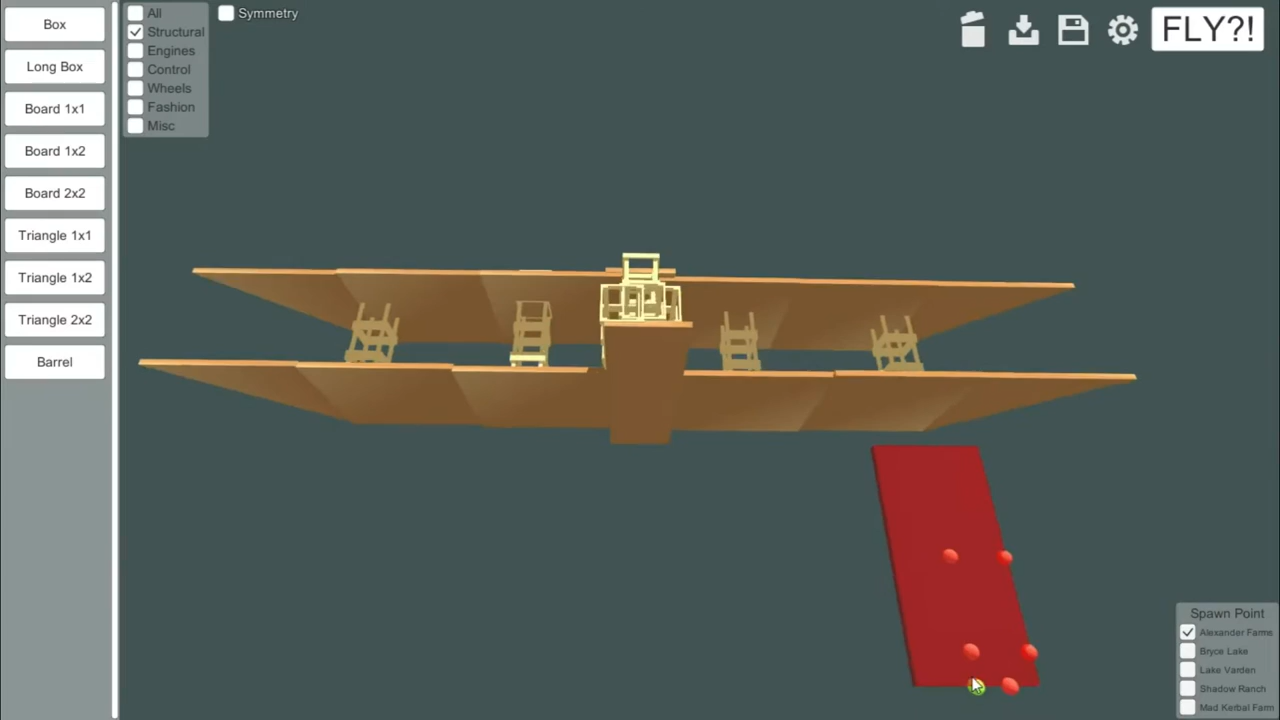 Box
Long Box
Board 1x1
Board 1x2
Board 2x2
Triangle 1x1
Triangle 1x2
Triangle 2x2
Barrel
All
Structural
Engines
Control
Wheels
Fashion
Misc
Symmetry
FLY?!
Spawn Point
Alexander Farms
Bryce Lake
Lake Varden
Shadow Ranch
Mad Kerbal Farm